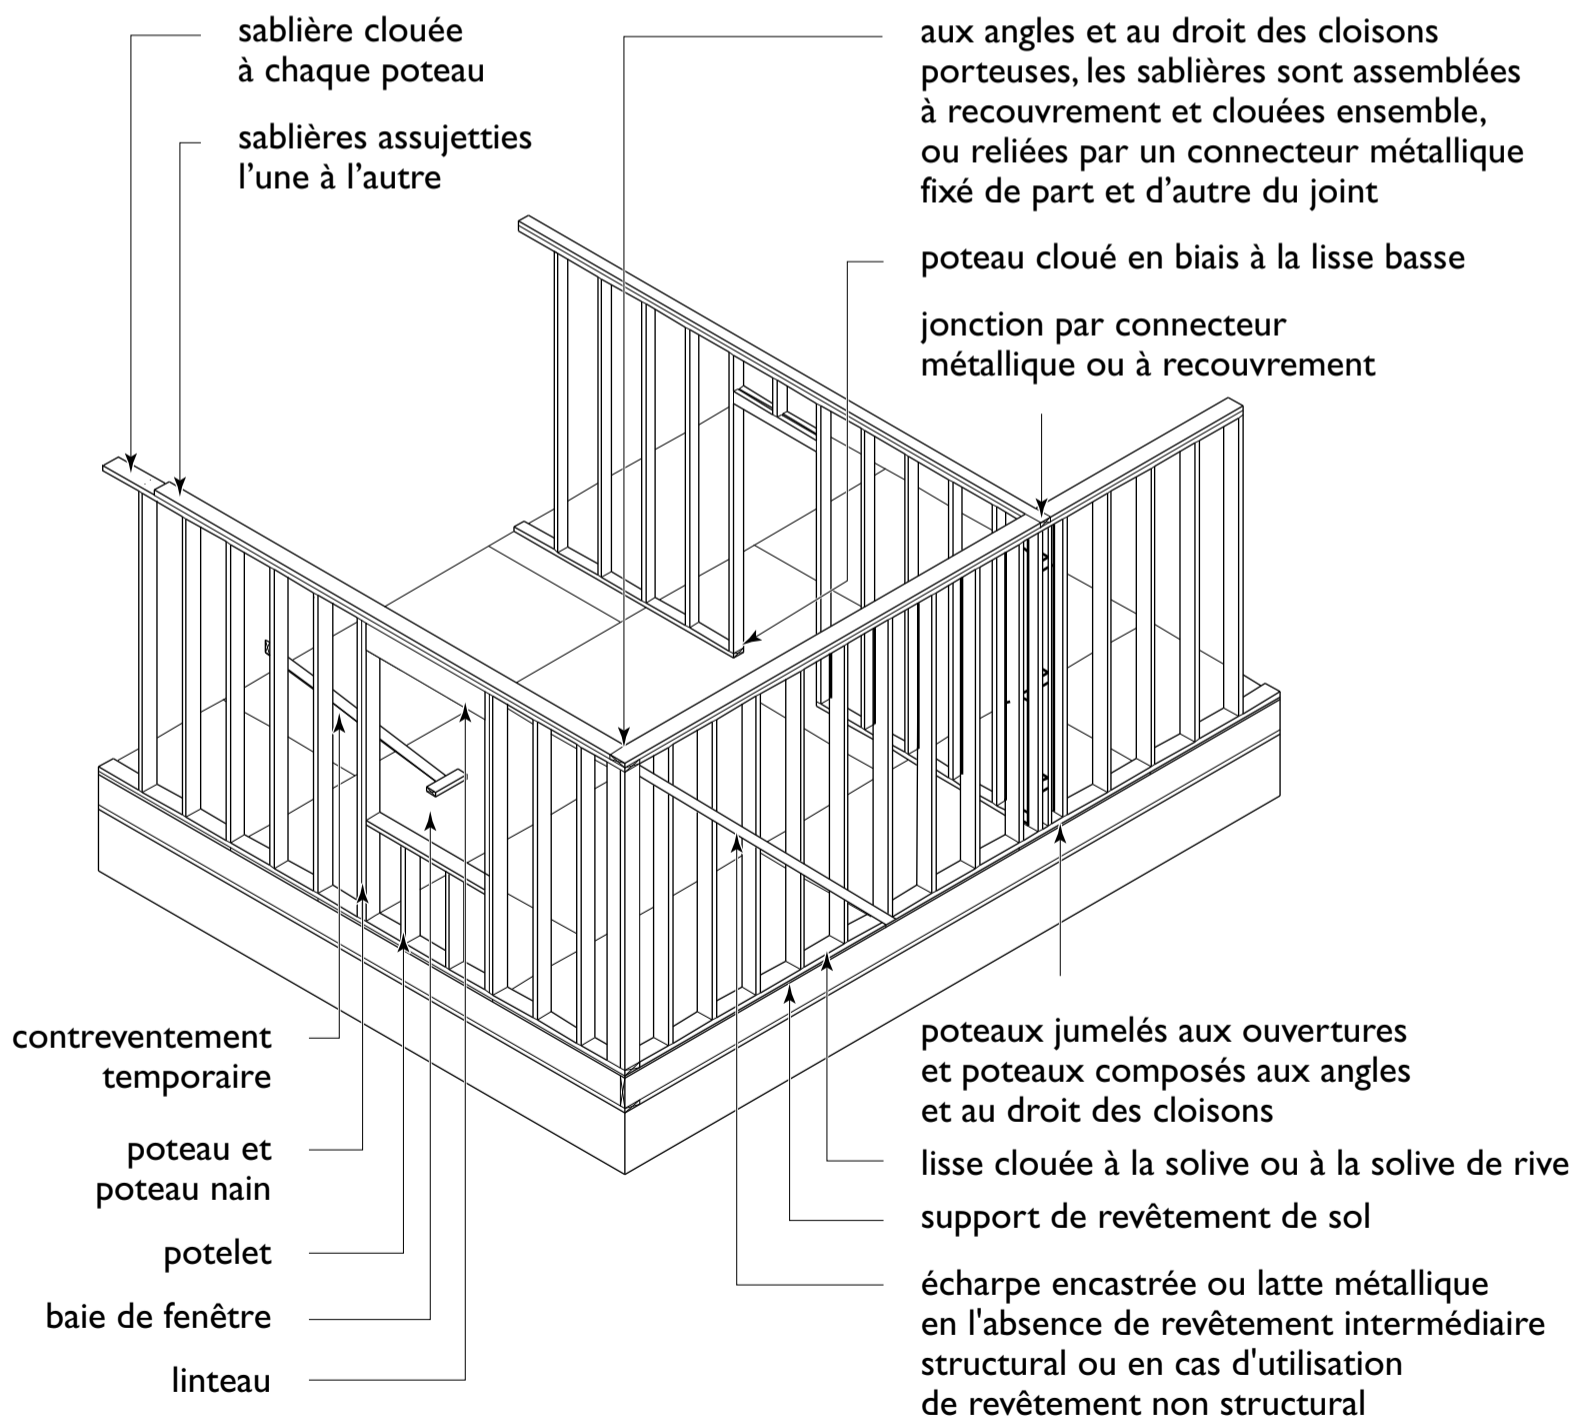 sablière clouée
à chaque poteau
sablières assujetties
l’une à l’autre
aux angles et au droit des cloisons
porteuses, les sablières sont assemblées
à recouvrement et clouées ensemble,
ou reliées par un connecteur métallique
fixé de part et d’autre du joint
poteau cloué en biais à la lisse basse
jonction par connecteur
métallique ou à recouvrement
contreventement
temporaire
poteau et
poteau nain
potelet
baie de fenêtre
linteau
poteaux jumelés aux ouvertures
et poteaux composés aux angles
et au droit des cloisons
lisse clouée à la solive ou à la solive de rive
support de revêtement de sol
écharpe encastrée ou latte métallique
en l'absence de revêtement intermédiaire
structural ou en cas d'utilisation
de revêtement non structural